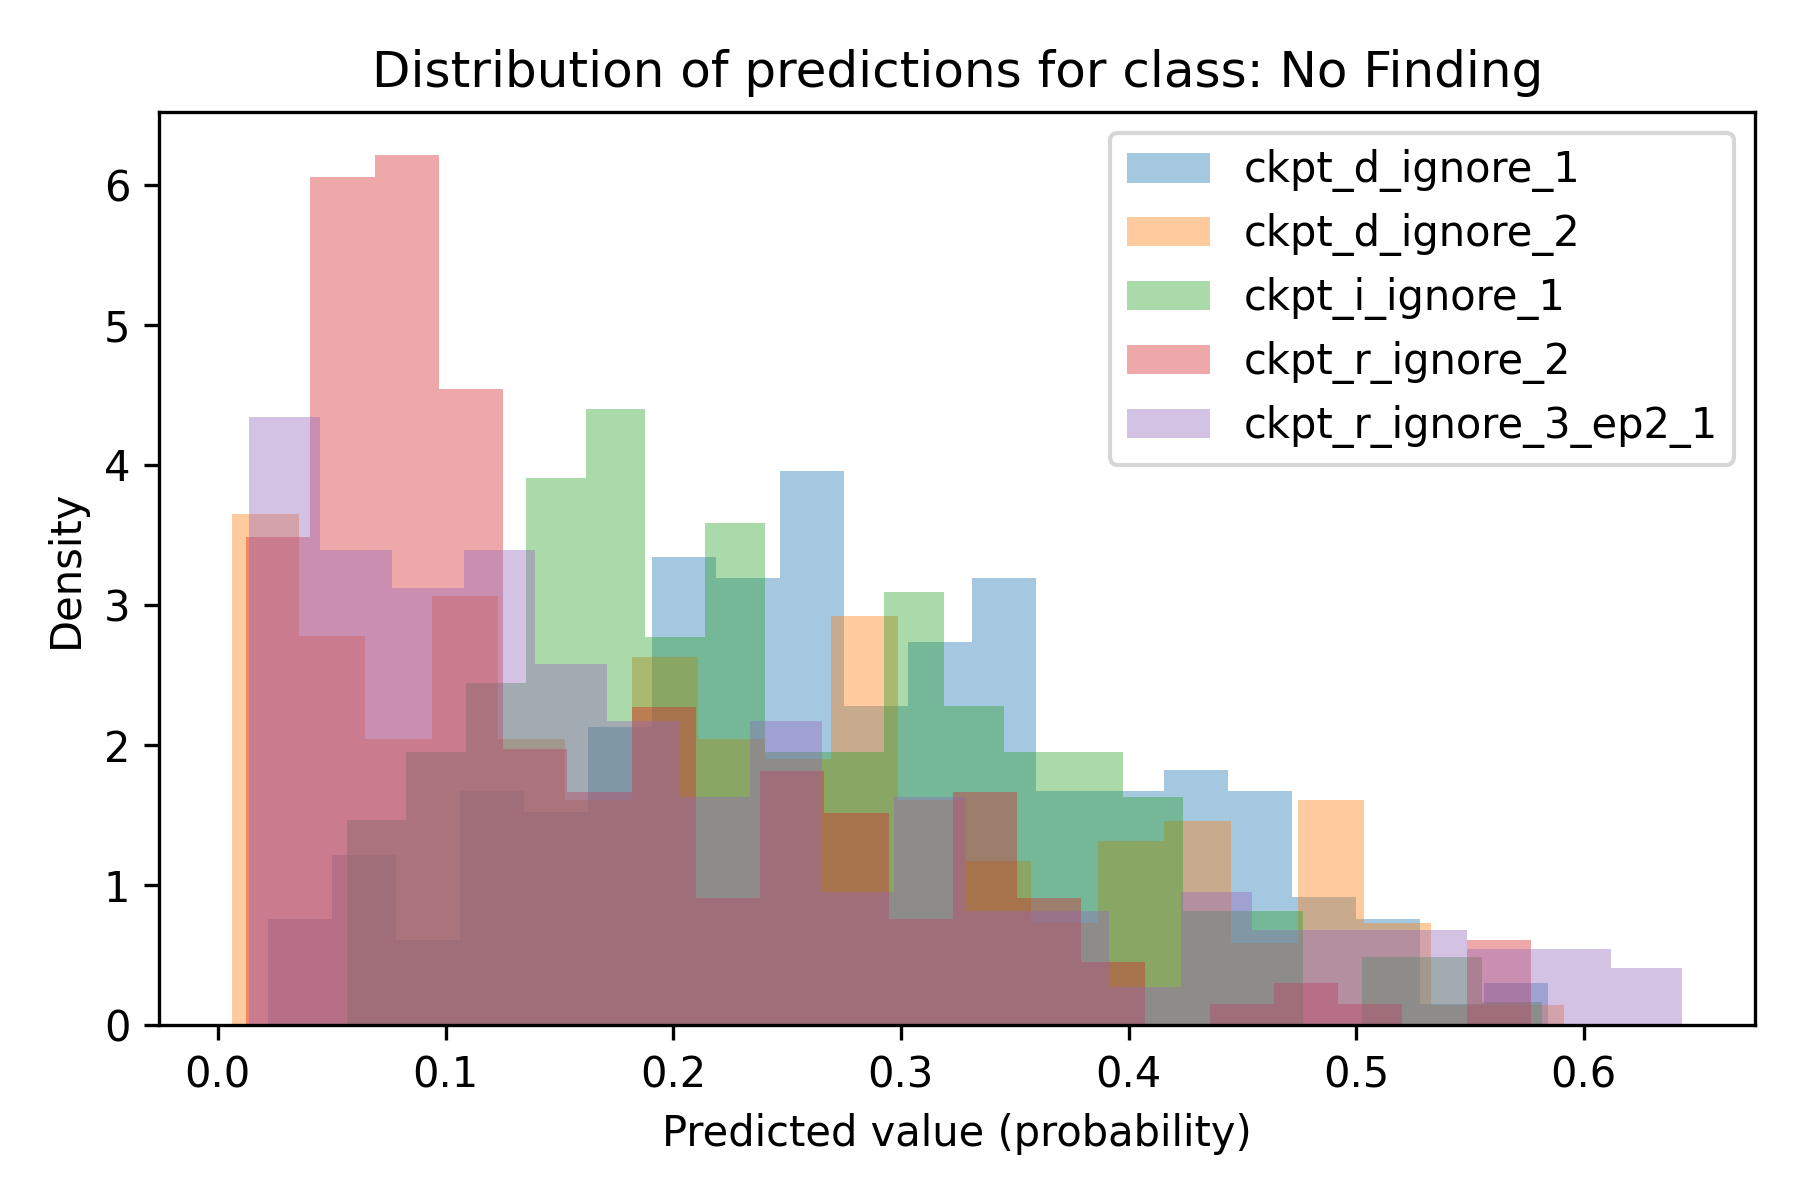 Distribution of predictions for class: No Finding
ckpt_d_ignore_1
ckpt_d_ignore_2
ckpt_i_ignore_1
ckpt_r_ignore_2
ckpt_r_ignore_3_ep2_1
Density
6
5
4
3
2
1
0
0.0 0.1 0.2 0.3 0.4 0.5 0.6
Predicted value (probability)